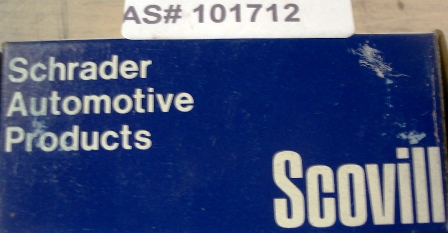 AS# 101712
Schrader
Automotive
Products
Scovill